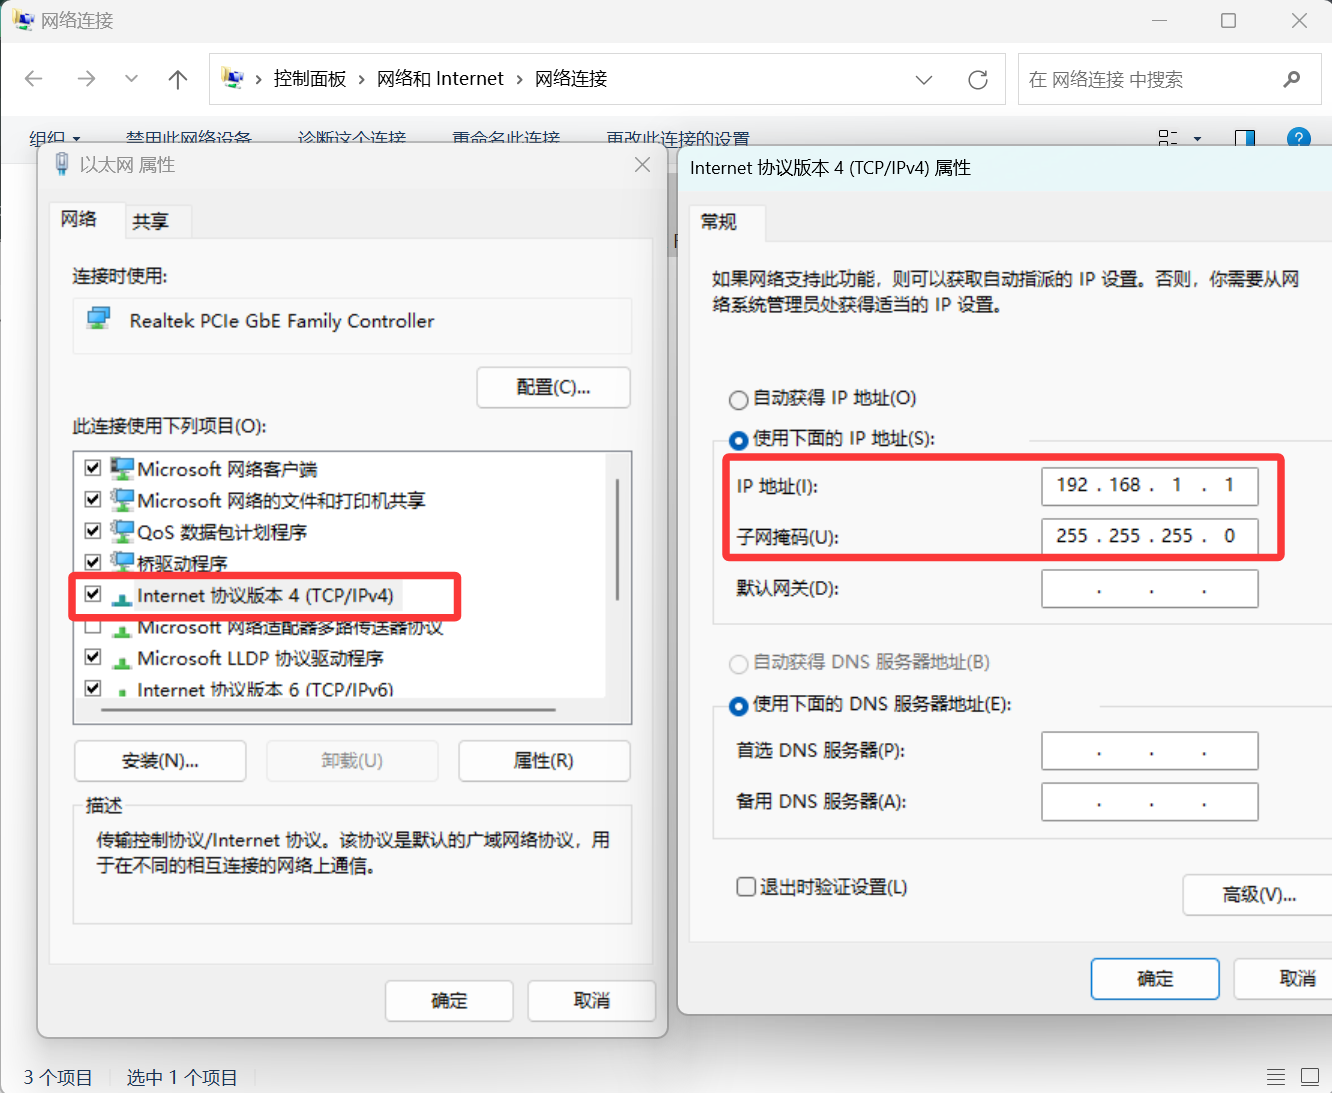 网络连接
控制面板 › 网络和 Internet › 网络连接
在 网络连接 中搜索
组织 禁用此网络设备 诊断这个连接 重命名此连接 更改此连接的设置
以太网 属性
网络 共享
连接时使用:
Realtek PCIe GbE Family Controller
配置(C)...
此连接使用下列项目(O):
Microsoft 网络客户端
Microsoft 网络的文件和打印机共享
QoS 数据包计划程序
桥驱动程序
Internet 协议版本 4 (TCP/IPv4)
Microsoft 网络适配器多路传送器协议
Microsoft LLDP 协议驱动程序
Internet 协议版本 6 (TCP/IPv6)
安装(N)... 卸载(U) 属性(R)
描述
传输控制协议/Internet 协议。该协议是默认的广域网络协议，用
于在不同的相互连接的网络上通信。
确定 取消
Internet 协议版本 4 (TCP/IPv4) 属性
常规
如果网络支持此功能，则可以获取自动指派的 IP 设置。否则，你需要从网
络系统管理员处获得适当的 IP 设置。
自动获得 IP 地址(O)
使用下面的 IP 地址(S):
IP 地址(I): 192 . 168 . 1 . 1
子网掩码(U): 255 . 255 . 255 . 0
默认网关(D): . . .
自动获得 DNS 服务器地址(B)
使用下面的 DNS 服务器地址(E):
首选 DNS 服务器(P): . . .
备用 DNS 服务器(A): . . .
退出时验证设置(L)
高级(V)...
确定 取消
3 个项目 选中 1 个项目